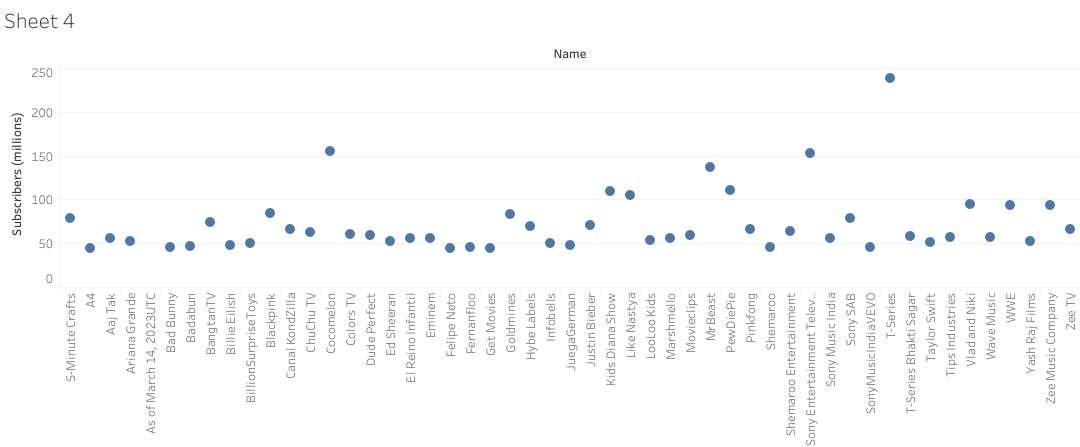 Sheet 4
Name
Subscribers (millions)
250
200
150
100
50
0
5-Minute Crafts
A4
Aaj Tak
Ariana Grande
As of March 14, 2023UTC
Bad Bunny
Badabun
BangtanTV
Billie Eilish
BillionSurpriseToys
Blackpink
Canal KondZilla
ChuChu TV
Cocomelon
Colors TV
Dude Perfect
Ed Sheeran
El Reino Infantil
Eminem
Felipe Neto
Fernanfloo
Get Movies
Goldmines
Hybe Labels
Infobells
JuegaGerman
Justin Bieber
Kids Diana Show
Like Nastya
LooLoo Kids
Marshmello
Movieclips
MrBeast
PewDiePie
Pinkfong
Shemaroo
Shemaroo Entertainment
Sony Entertainment Telev..
Sony Music India
Sony SAB
SonyMusicIndiaVEVO
T-Series
T-Series Bhakti Sagar
Taylor Swift
Tips Industries
Vlad and Niki
Wave Music
WWE
Yash Raj Films
Zee Music Company
Zee TV